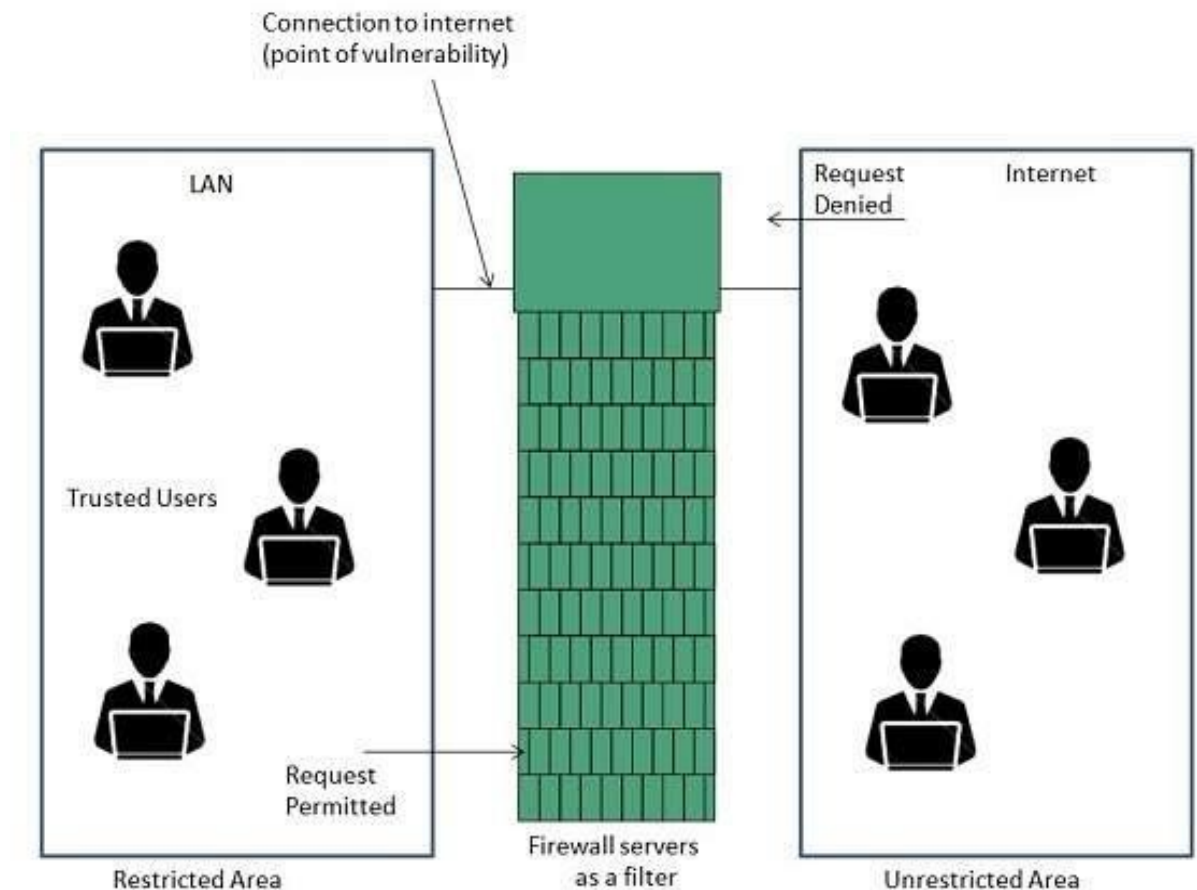 Connection to internet
(point of vulnerability)
LAN
Request
Denied
Internet
Trusted Users
Request
Permitted
Firewall servers
as a filter
Restricted Area
Unrestricted Area